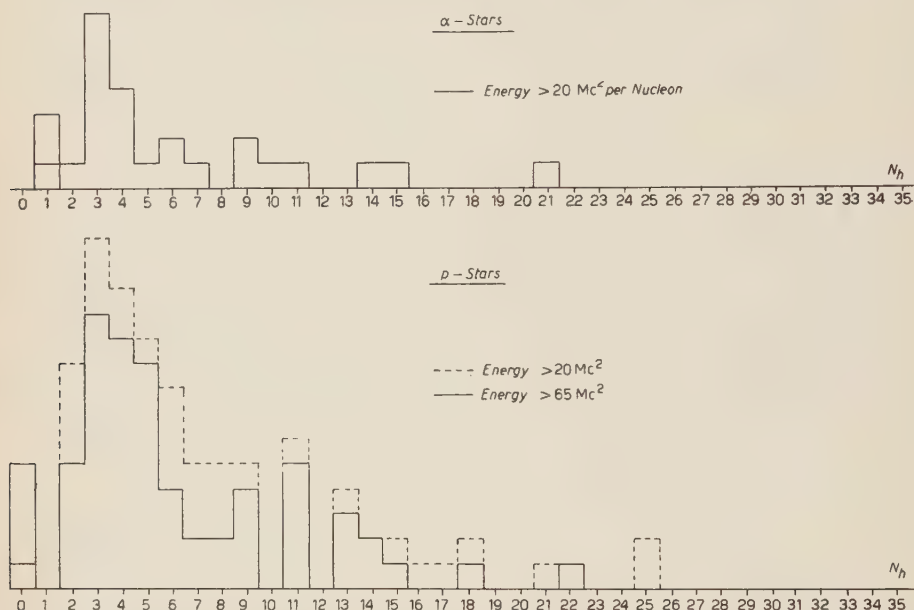 α - Stars
Energy > 20 Mc² per Nucleon
N_h
0 1 2 3 4 5 6 7 8 9 10 11 12 13 14 15 16 17 18 19 20 21 22 23 24 25 26 27 28 29 30 31 32 33 34 35
p - Stars
Energy > 20 Mc²
Energy > 65 Mc²
N_h
0 1 2 3 4 5 6 7 8 9 10 11 12 13 14 15 16 17 18 19 20 21 22 23 24 25 26 27 28 29 30 31 32 33 34 35